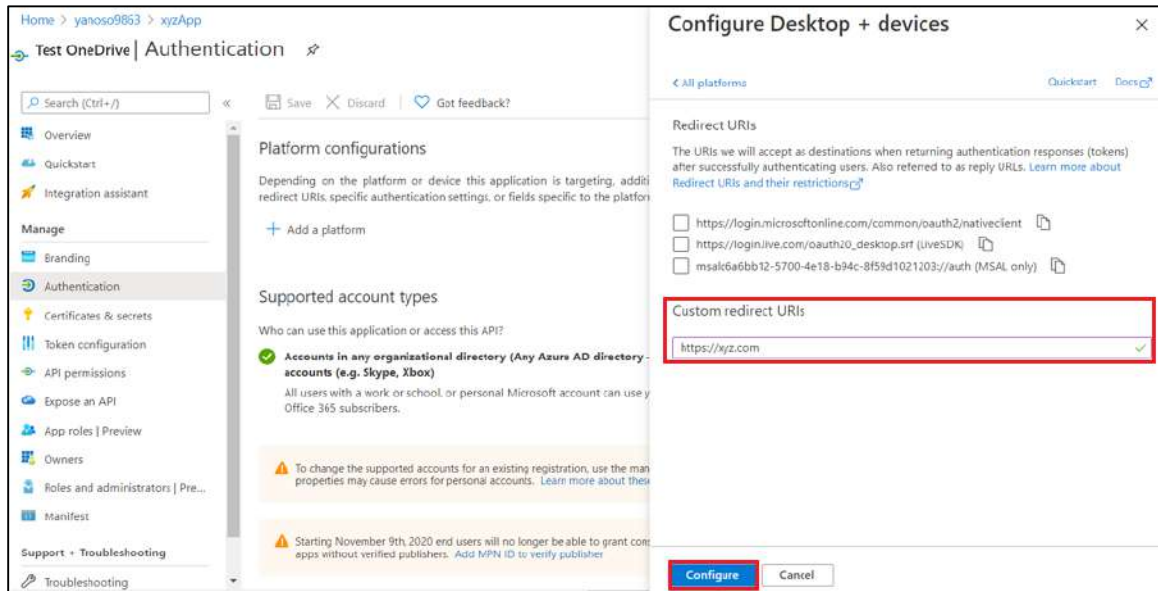 Home > yanoso9863 > xyzApp
Test OneDrive | Authentication
Search (Ctrl+/)
«
Overview
Quickstart
Integration assistant
Manage
Branding
Authentication
Certificates & secrets
Token configuration
API permissions
Expose an API
App roles | Preview
Owners
Roles and administrators | Pre...
Manifest
Support + Troubleshooting
Troubleshooting
Save Discard Got feedback?
Platform configurations
Depending on the platform or device this application is targeting, additi
redirect URIs, specific authentication settings, or fields specific to the platfor
+ Add a platform
Supported account types
Who can use this application or access this API?
Accounts in any organizational directory (Any Azure AD directory -
accounts (e.g. Skype, Xbox)
All users with a work or school, or personal Microsoft account can use y
Office 365 subscribers.
To change the supported accounts for an existing registration, use the man
properties may cause errors for personal accounts. Learn more about thes
Starting November 9th, 2020 end users will no longer be able to grant con
apps without verified publishers. Add MPN ID to verify publisher
Configure Desktop + devices
< All platforms Quickstart Docs
Redirect URIs
The URIs we will accept as destinations when returning authentication responses (tokens)
after successfully authenticating users. Also referred to as reply URLs. Learn more about
Redirect URIs and their restrictions
https://login.microsoftonline.com/common/oauth2/nativeclient
https://login.live.com/oauth20_desktop.srf (LiveSDK)
msalc6a6bb12-5700-4e18-b94c-8f59d1021203://auth (MSAL only)
Custom redirect URIs
https://xyz.com
Configure Cancel